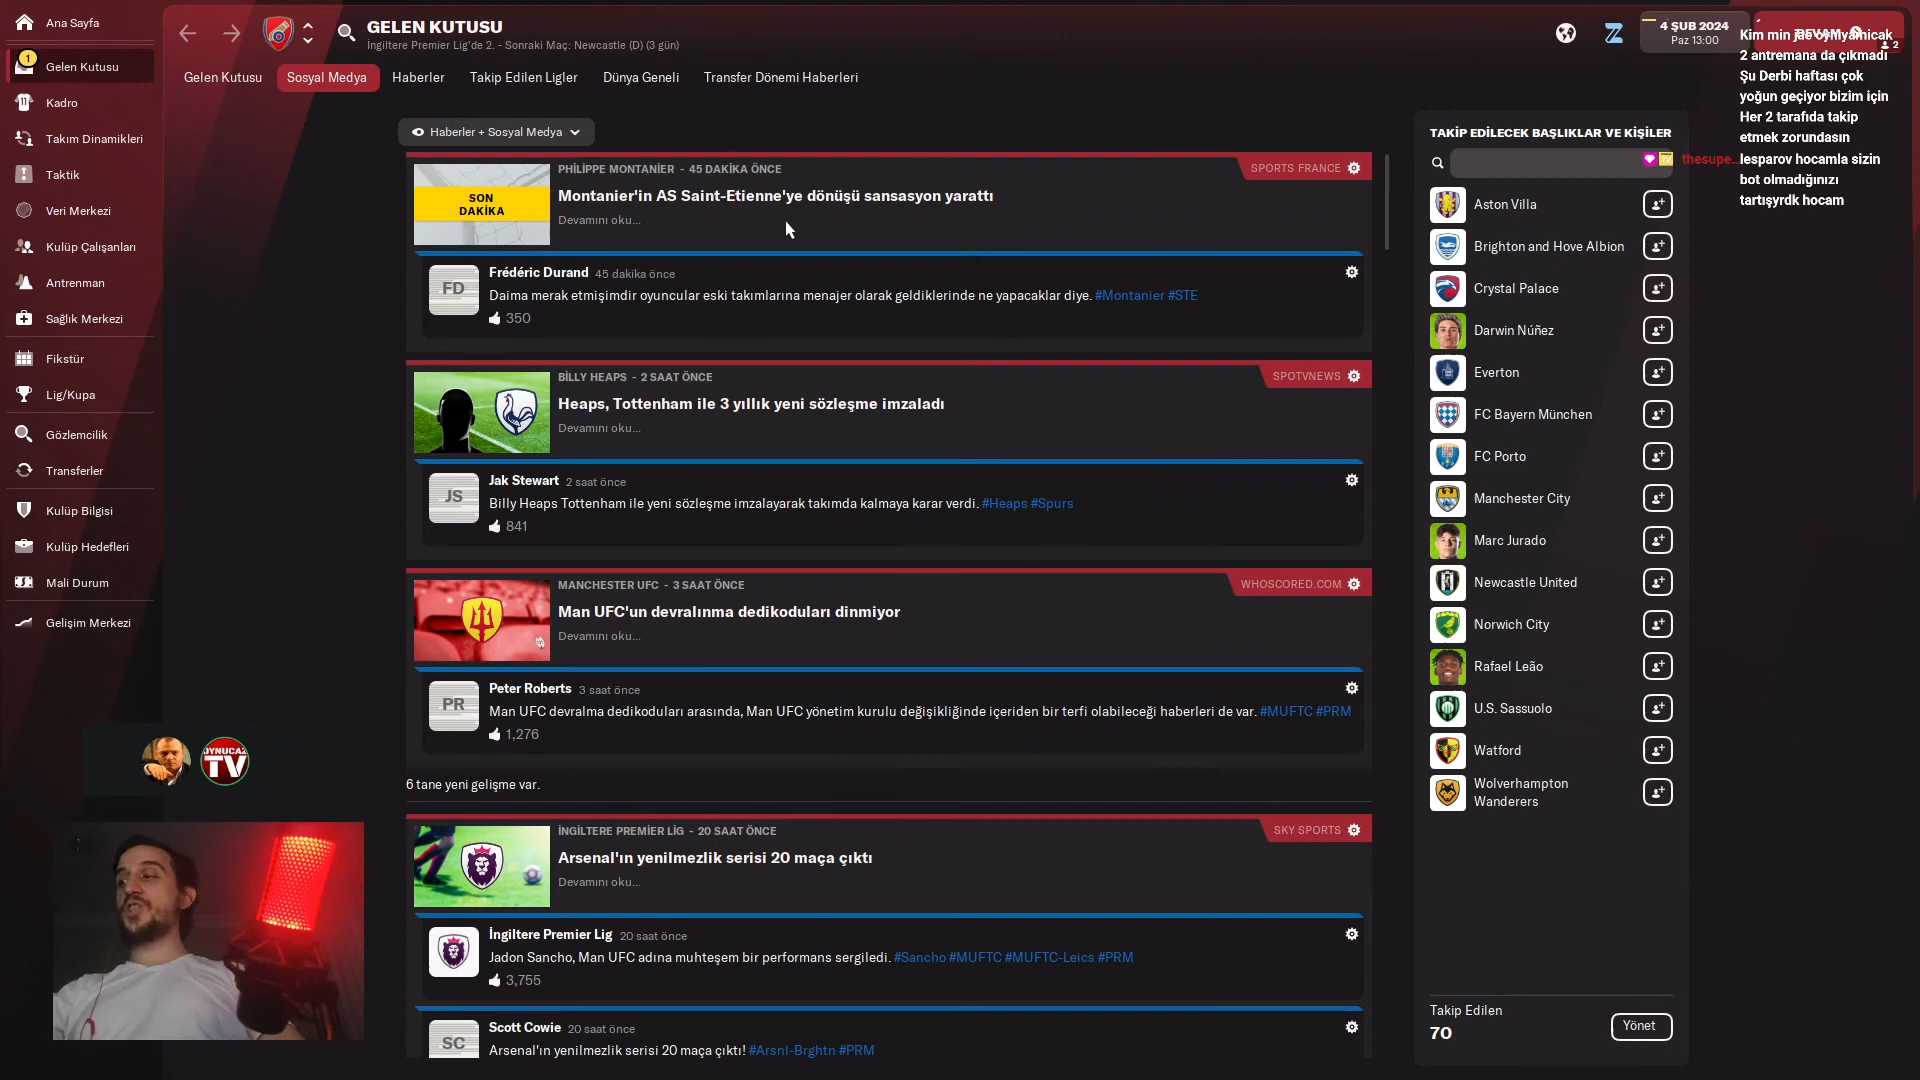 Ana Sayfa
1
Gelen Kutusu
Kadro
Takım Dinamikleri
Taktik
Veri Merkezi
Kulüp Çalışanları
Antrenman
Sağlık Merkezi
Fikstür
Lig/Kupa
Gözlemcilik
Transferler
Kulüp Bilgisi
Kulüp Hedefleri
Mali Durum
Gelişim Merkezi
GELEN KUTUSU
İngiltere Premier Lig'de 2. - Sonraki Maç: Newcastle (D) (3 gün)
4 ŞUB 2024
Paz 13:00
2
Gelen Kutusu
Sosyal Medya
Haberler
Takip Edilen Ligler
Dünya Geneli
Transfer Dönemi Haberleri
Haberler + Sosyal Medya
SON
DAKİKA
PHİLİPPE MONTANİER - 45 DAKİKA ÖNCE
SPORTS FRANCE
Montanier'in AS Saint-Etienne'ye dönüşü sansasyon yarattı
Devamını oku...
FD
Frédéric Durand 45 dakika önce
Daima merak etmişimdir oyuncular eski takımlarına menajer olarak geldiklerinde ne yapacaklar diye. #Montanier #STE
350
BİLLY HEAPS - 2 SAAT ÖNCE
SPOTVNEWS
Heaps, Tottenham ile 3 yıllık yeni sözleşme imzaladı
Devamını oku...
JS
Jak Stewart 2 saat önce
Billy Heaps Tottenham ile yeni sözleşme imzalayarak takımda kalmaya karar verdi. #Heaps #Spurs
841
MANCHESTER UFC - 3 SAAT ÖNCE
WHOSCORED.COM
Man UFC'un devralınma dedikoduları dinmiyor
Devamını oku...
PR
Peter Roberts 3 saat önce
Man UFC devralma dedikoduları arasında, Man UFC yönetim kurulu değişikliğinde içeriden bir terfi olabileceği haberleri de var. #MUFTC #PRM
1,276
6 tane yeni gelişme var.
İNGİLTERE PREMİER LİG - 20 SAAT ÖNCE
SKY SPORTS
Arsenal'ın yenilmezlik serisi 20 maça çıktı
Devamını oku...
İngiltere Premier Lig 20 saat önce
Jadon Sancho, Man UFC adına muhteşem bir performans sergiledi. #Sancho #MUFTC #MUFTC-Leics #PRM
3,755
SC
Scott Cowie 20 saat önce
Arsenal'ın yenilmezlik serisi 20 maça çıktı! #Arsnl-Brghtn #PRM
TAKİP EDİLECEK BAŞLIKLAR VE KİŞİLER
Aston Villa
Brighton and Hove Albion
Crystal Palace
Darwin Núñez
Everton
FC Bayern München
FC Porto
Manchester City
Marc Jurado
Newcastle United
Norwich City
Rafael Leão
U.S. Sassuolo
Watford
Wolverhampton
Wanderers
Takip Edilen
70
Yönet
Kim min jae oynyamicak
2 antremana da çıkmadı
Şu Derbi haftası çok
yoğun geçiyor bizim için
Her 2 tarafıda takip
etmek zorundasın
thesupe... lesparov hocamla sizin
bot olmadığınızı
tartışyrdk hocam
OYNUCAZ
TV